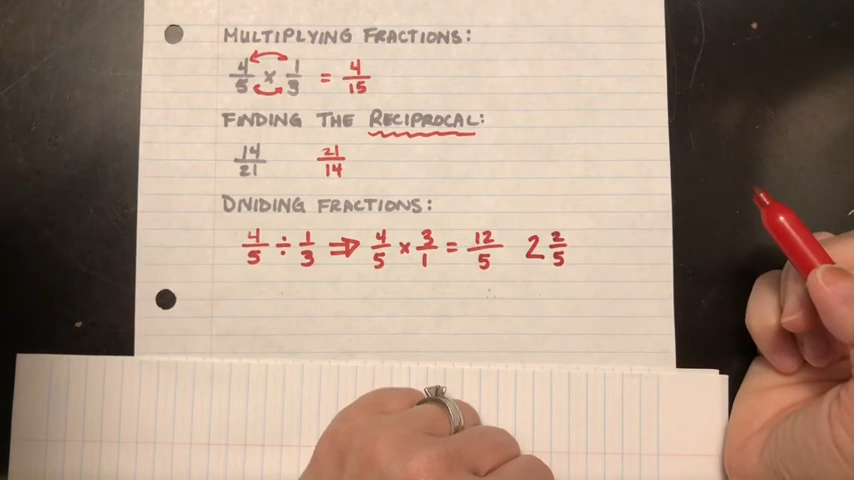 MULTIPLYING FRACTIONS:
4/5 × 1/3 = 4/15
FINDING THE RECIPROCAL:
14/21 21/14
DIVIDING FRACTIONS:
4/5 ÷ 1/3 ⇒ 4/5 × 3/1 = 12/5 2 2/5